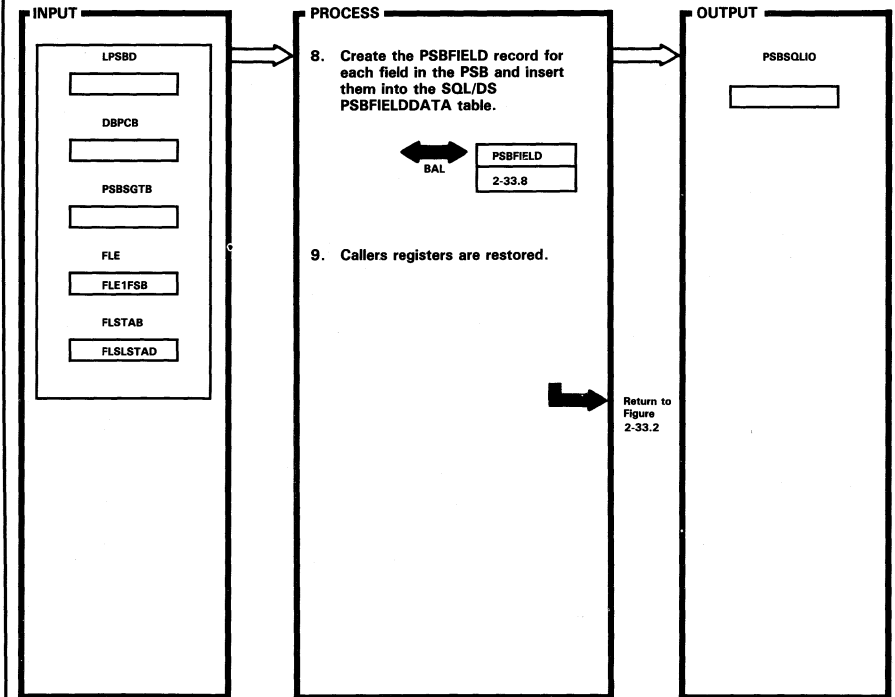 INPUT
LPSBD
DBPCB
PSBSGTB
FLE
FLE1FSB
FLSTAB
FLSLSTAD
PROCESS
8. Create the PSBFIELD record for
each field in the PSB and insert
them into the SQL/DS
PSBFIELDDATA table.
BAL
PSBFIELD
2-33.8
9. Callers registers are restored.
Return to
Figure
2-33.2
OUTPUT
PSBSQLIO